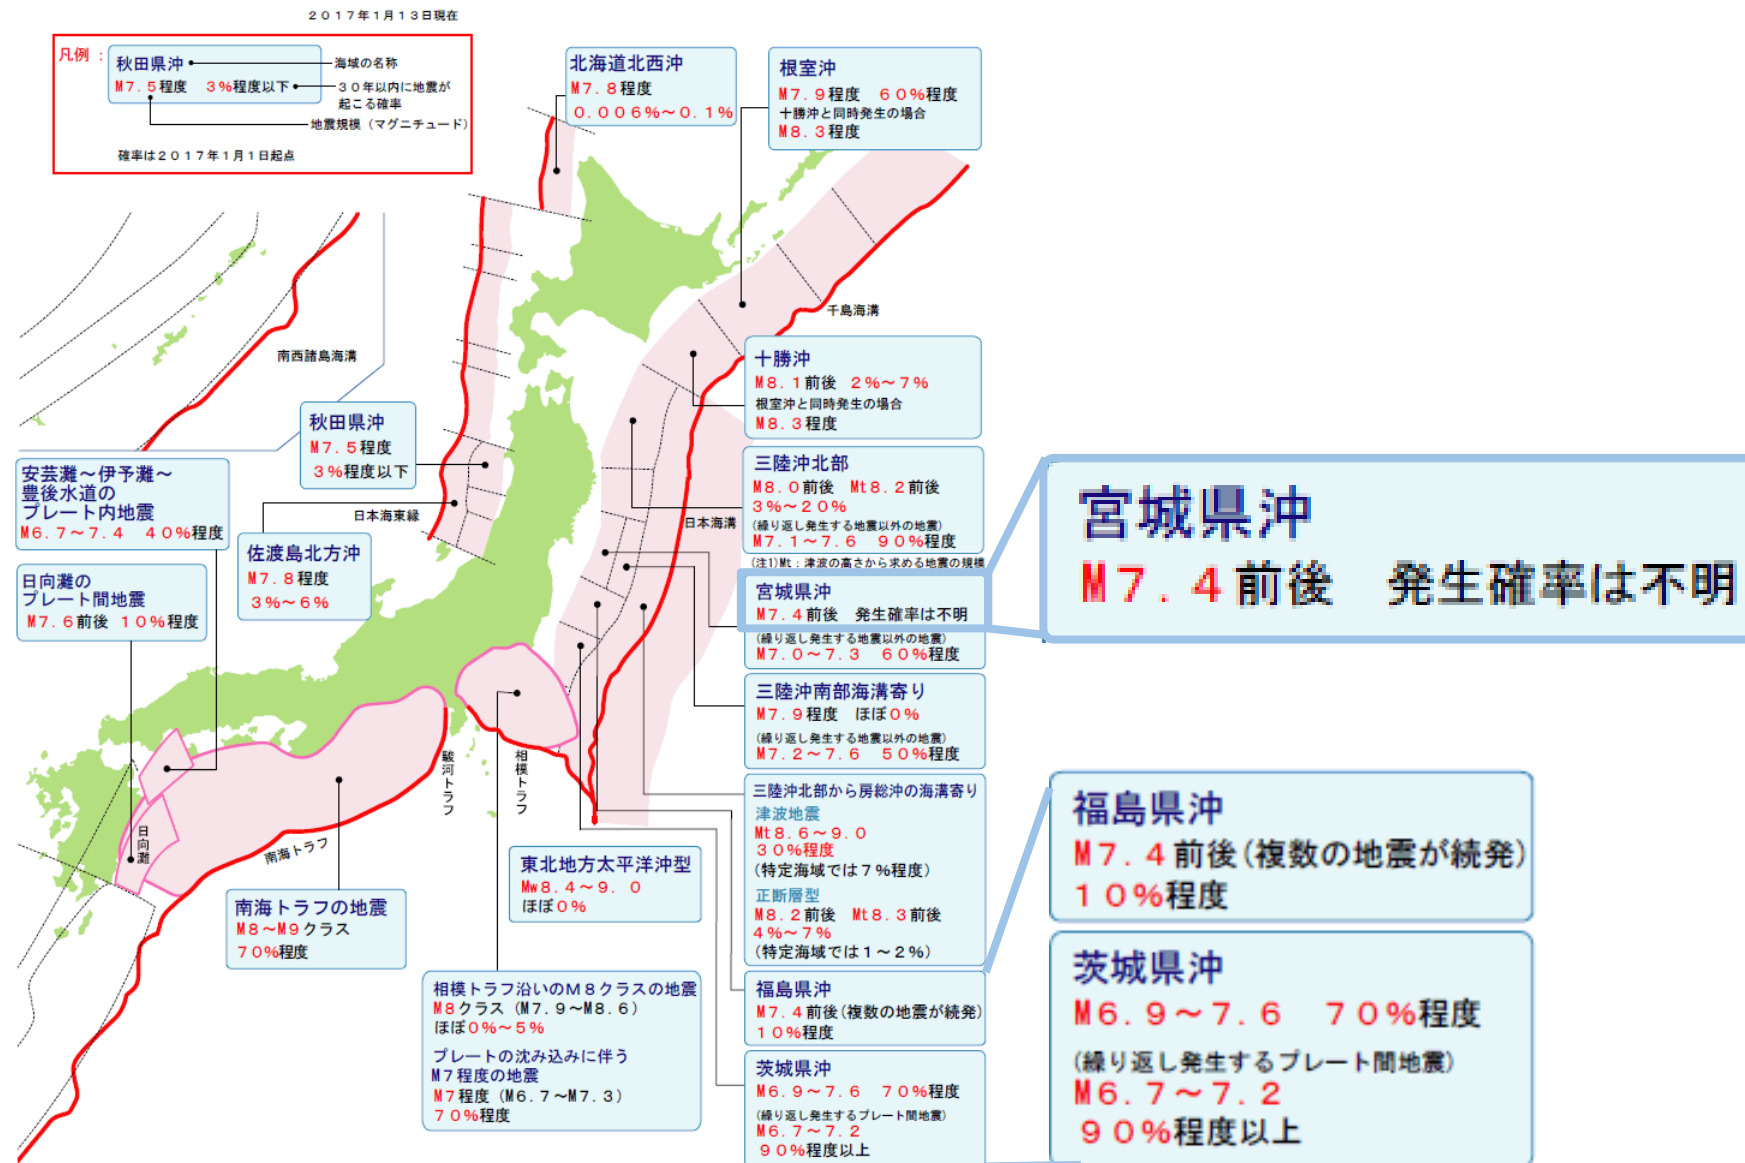 ２０１７年１月１３日現在
凡例：
秋田県沖
M７.５程度　３%程度以下
海域の名称
３０年以内に地震が
起こる確率
地震規模（マグニチュード）
確率は２０１７年１月１日起点
北海道北西沖
M７.８程度
０.００６%～０.１%
根室沖
M７.９程度　６０%程度
十勝沖と同時発生の場合
M８.３程度
千島海溝
南西諸島海溝
十勝沖
M８.１前後　２%～７%
根室沖と同時発生の場合
M８.３程度
秋田県沖
M７.５程度
３%程度以下
日本海東縁
佐渡島北方沖
M７.８程度
３%～６%
安芸灘～伊予灘～
豊後水道の
プレート内地震
M６.７～７.４　４０%程度
日向灘の
プレート間地震
M７.６前後　１０%程度
日本海溝
三陸沖北部
M８.０前後　Mt８.２前後
３%～２０%
(繰り返し発生する地震以外の地震)
M７.１～７.６　９０%程度
(注1)Mt：津波の高さから求める地震の規模
宮城県沖
M７.４前後　発生確率は不明
(繰り返し発生する地震以外の地震)
M７.０～７.３　６０%程度
宮城県沖
M７.４前後　発生確率は不明
三陸沖南部海溝寄り
M７.９程度　ほぼ０%
(繰り返し発生する地震以外の地震)
M７.２～７.６　５０%程度
三陸沖北部から房総沖の海溝寄り
津波地震
Mt８.６～９.０
３０%程度
(特定海域では７%程度)
正断層型
M８.２前後　Mt８.３前後
４%～７%
(特定海域では１～２%)
駿河トラフ
相模トラフ
日向灘
南海トラフ
東北地方太平洋沖型
Mw８.４～９.０
ほぼ０%
南海トラフの地震
M８～M９クラス
７０%程度
相模トラフ沿いのM８クラスの地震
M８クラス（M７.９～M８.６）
ほぼ０%～５%
プレートの沈み込みに伴う
M７程度の地震
M７程度（M６.７～M７.３）
７０%程度
福島県沖
M７.４前後(複数の地震が続発)
１０%程度
茨城県沖
M６.９～７.６　７０%程度
(繰り返し発生するプレート間地震)
M６.７～７.２
９０%程度以上
福島県沖
M７.４前後(複数の地震が続発)
１０%程度
茨城県沖
M６.９～７.６　７０%程度
(繰り返し発生するプレート間地震)
M６.７～７.２
９０%程度以上